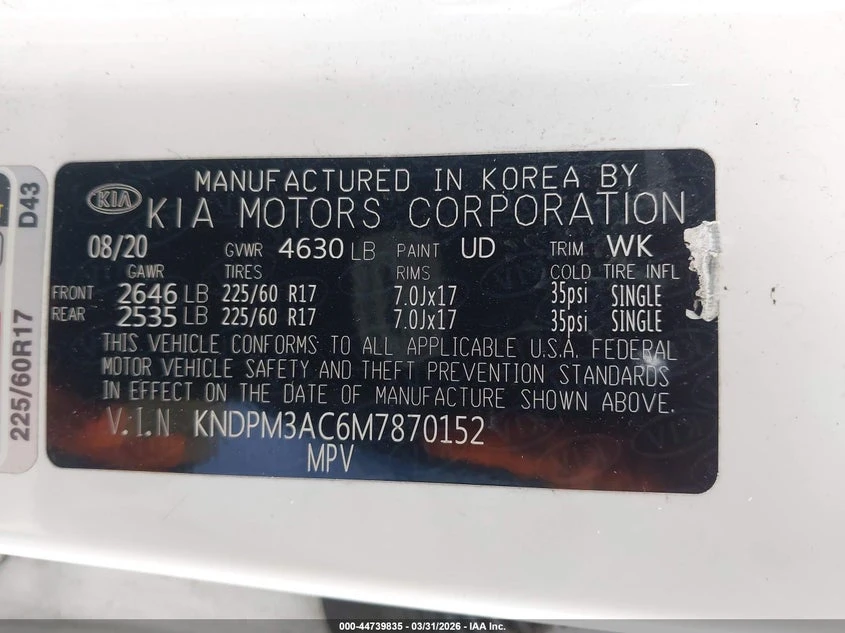 MANUFACTURED IN KOREA BY
KIA
KIA MOTORS CORPORATION
08/20 GVWR 4630 LB PAINT UD TRIM WK
GAWR TIRES RIMS COLD TIRE INFL
FRONT 2646 LB 225/60 R17 7.0Jx17 35psi SINGLE
REAR 2535 LB 225/60 R17 7.0Jx17 35psi SINGLE
THIS VEHICLE CONFORMS TO ALL APPLICABLE U.S.A. FEDERAL
MOTOR VEHICLE SAFETY AND THEFT PREVENTION STANDARDS
IN EFFECT ON THE DATE OF MANUFACTURE SHOWN ABOVE.
V.I.N KNDPM3AC6M7870152
MPV
D43
225/60R17
000-44739835 - 03/31/2026 - IAA Inc.